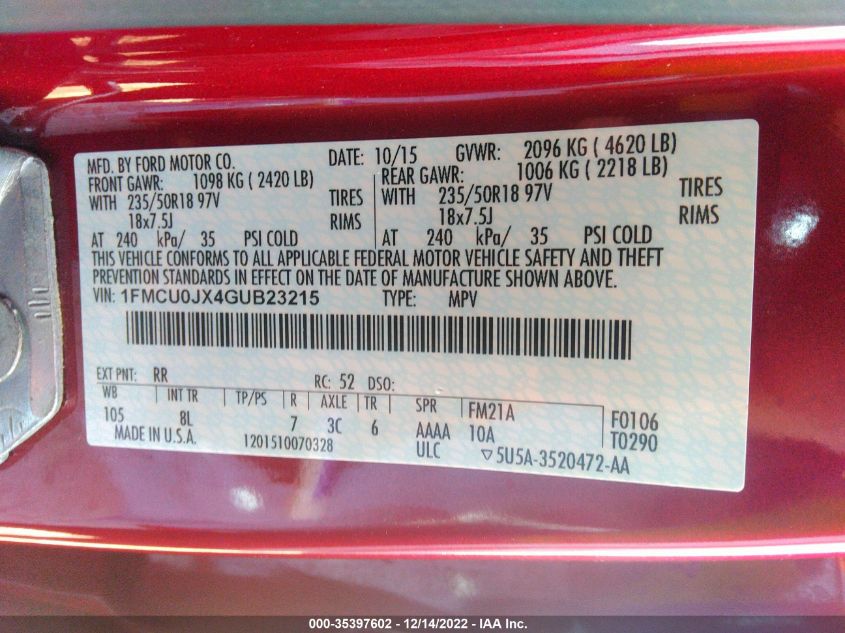 MFD. BY FORD MOTOR CO. DATE: 10/15 GVWR: 2096 KG ( 4620 LB)
FRONT GAWR: 1098 KG ( 2420 LB) REAR GAWR: 1006 KG ( 2218 LB)
WITH 235/50R18 97V TIRES WITH 235/50R18 97V TIRES
18x7.5J RIMS 18x7.5J RIMS
AT 240 kPa/ 35 PSI COLD AT 240 kPa/ 35 PSI COLD
THIS VEHICLE CONFORMS TO ALL APPLICABLE FEDERAL MOTOR VEHICLE SAFETY AND THEFT
PREVENTION STANDARDS IN EFFECT ON THE DATE OF MANUFACTURE SHOWN ABOVE.
VIN: 1FMCU0JX4GUB23215 TYPE: MPV
EXT PNT: RR RC: 52 DSO:
WB INT TR TP/PS R AXLE TR SPR FM21A F0106
105 8L 7 3C 6 AAAA 10A T0290
MADE IN U.S.A. 1201510070328 ULC ▽5U5A-3520472-AA
000-35397602 - 12/14/2022 - IAA Inc.